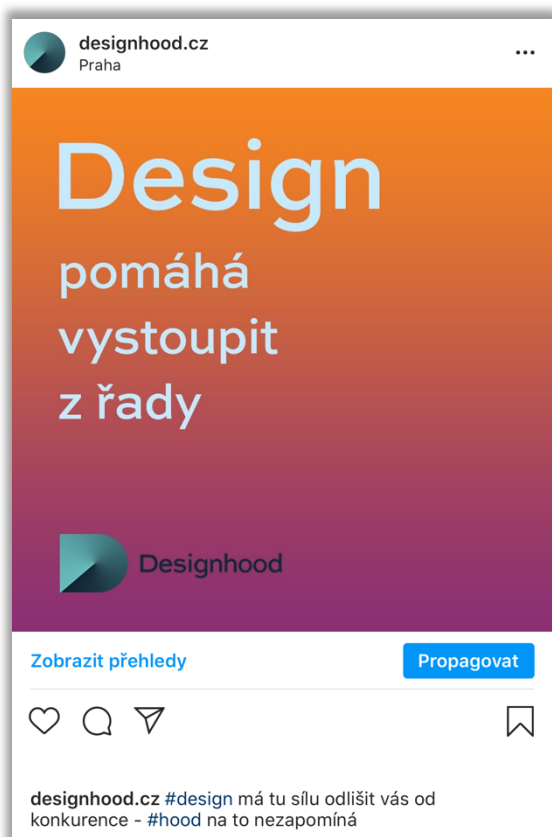 designhood.cz
Praha
Design
pomáhá
vystoupit
z řady
Designhood
Zobrazit přehledy
Propagovat
designhood.cz #design má tu sílu odlišit vás od
konkurence - #hood na to nezapomíná